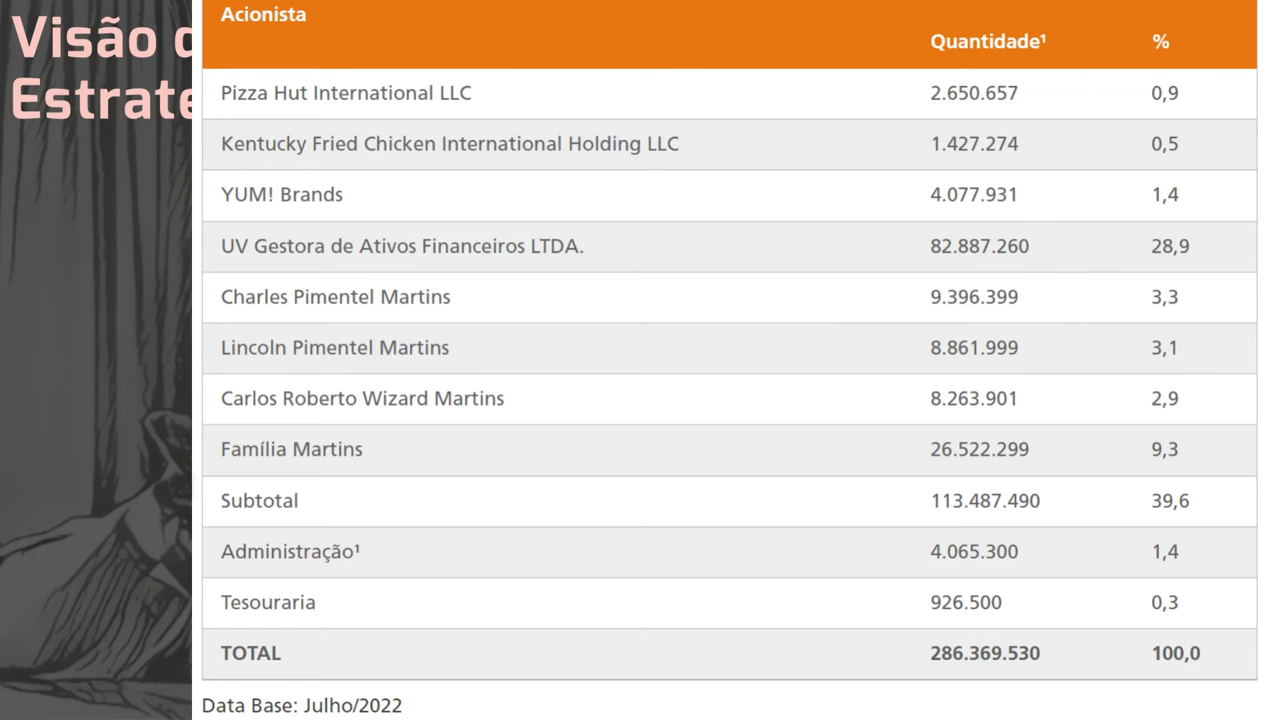 Visão
Estrate
Acionista Quantidade¹ %
Pizza Hut International LLC 2.650.657 0,9
Kentucky Fried Chicken International Holding LLC 1.427.274 0,5
YUM! Brands 4.077.931 1,4
UV Gestora de Ativos Financeiros LTDA. 82.887.260 28,9
Charles Pimentel Martins 9.396.399 3,3
Lincoln Pimentel Martins 8.861.999 3,1
Carlos Roberto Wizard Martins 8.263.901 2,9
Família Martins 26.522.299 9,3
Subtotal 113.487.490 39,6
Administração¹ 4.065.300 1,4
Tesouraria 926.500 0,3
TOTAL 286.369.530 100,0
Data Base: Julho/2022